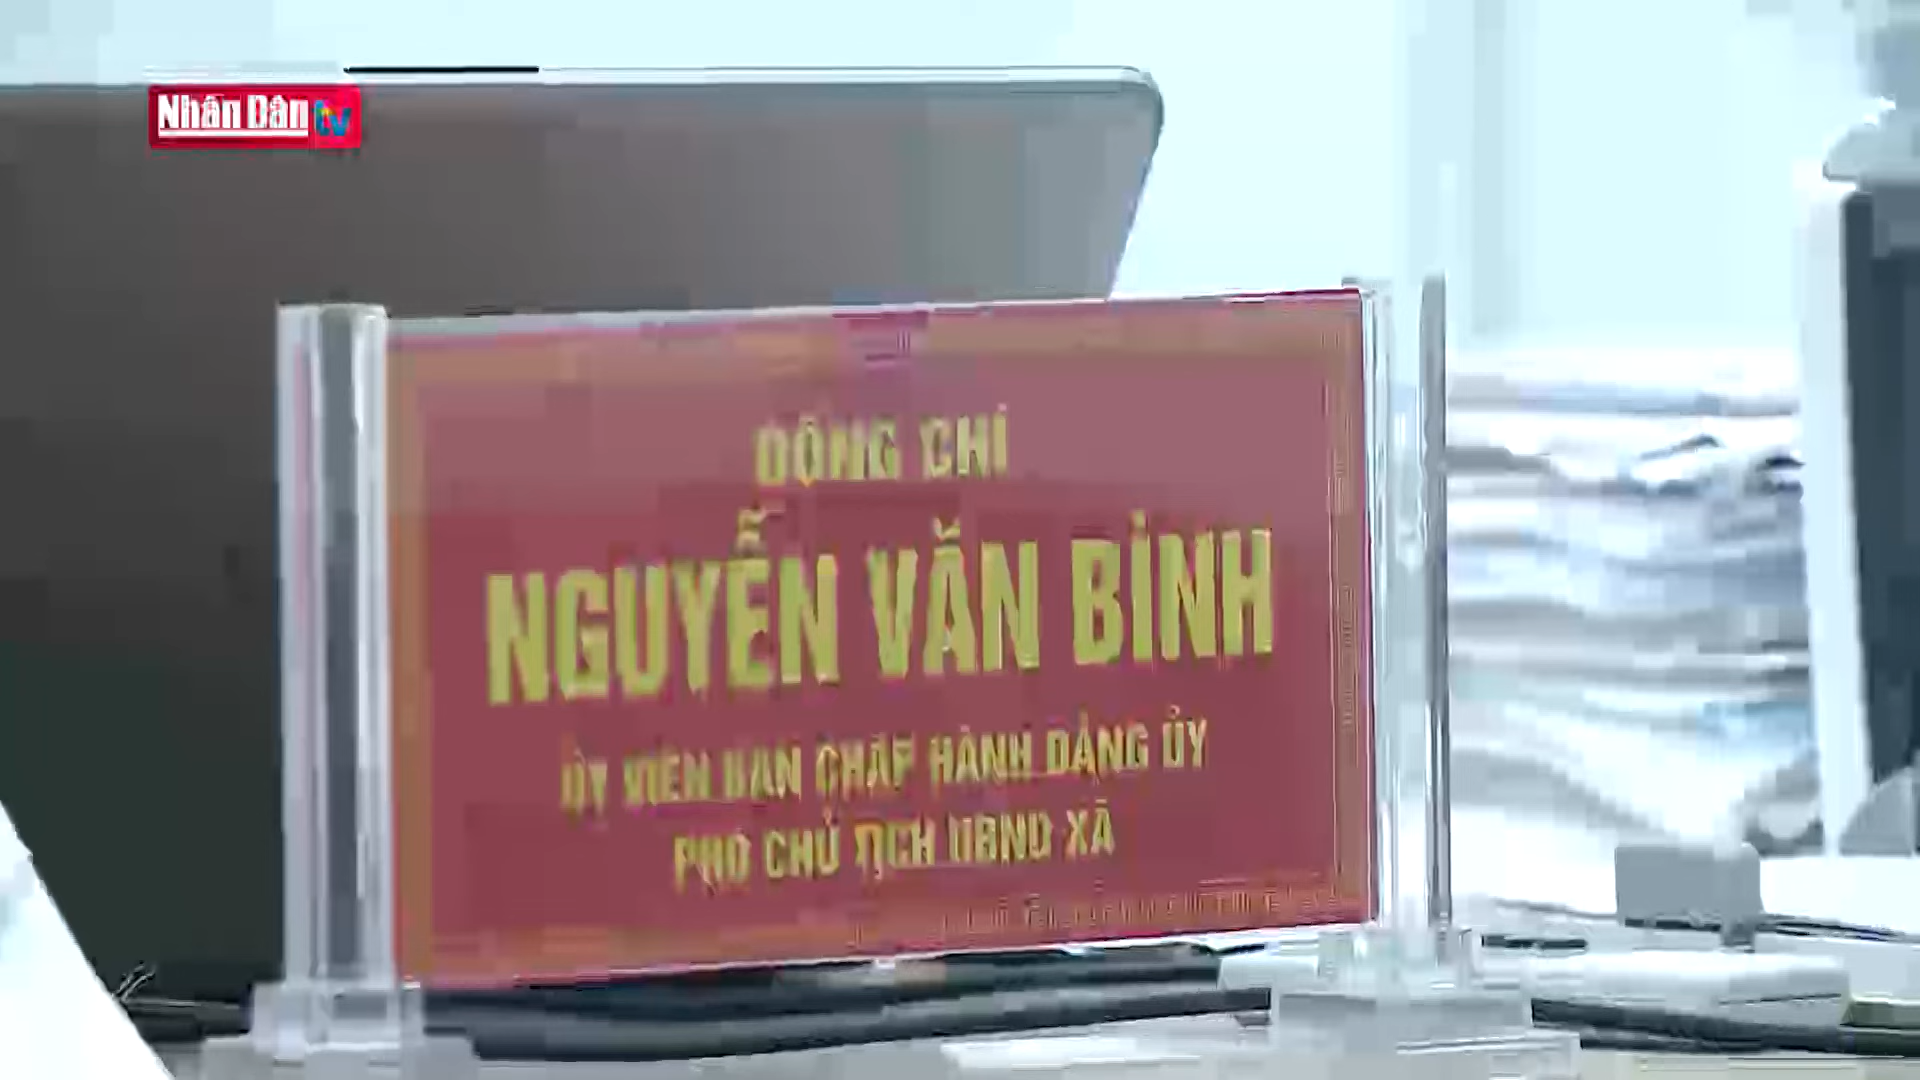 Nhân Dân tv
ĐỒNG CHÍ
NGUYỄN VĂN BÌNH
ỦY VIÊN BAN CHẤP HÀNH ĐẢNG ỦY
PHÓ CHỦ TỊCH UBND XÃ